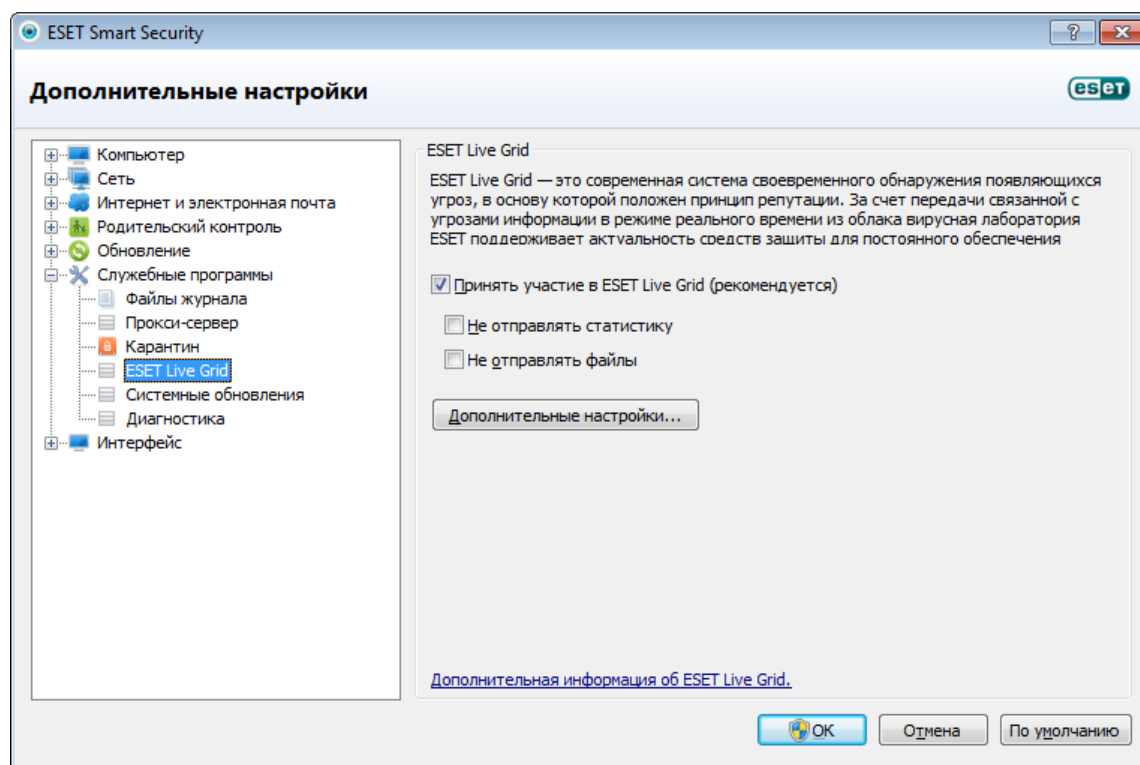 ESET Smart Security
Дополнительные настройки
eset
Компьютер
Сеть
Интернет и электронная почта
Родительский контроль
Обновление
Служебные программы
Файлы журнала
Прокси-сервер
Карантин
ESET Live Grid
Системные обновления
Диагностика
Интерфейс
ESET Live Grid
ESET Live Grid — это современная система своевременного обнаружения появляющихся
угроз, в основу которой положен принцип репутации. За счет передачи связанной с
угрозами информации в режиме реального времени из облака вирусная лаборатория
ESET поддерживает актуальность средств защиты для постоянного обеспечения
Принять участие в ESET Live Grid (рекомендуется)
Не отправлять статистику
Не отправлять файлы
Дополнительные настройки...
Дополнительная информация об ESET Live Grid.
OK
Отмена
По умолчанию